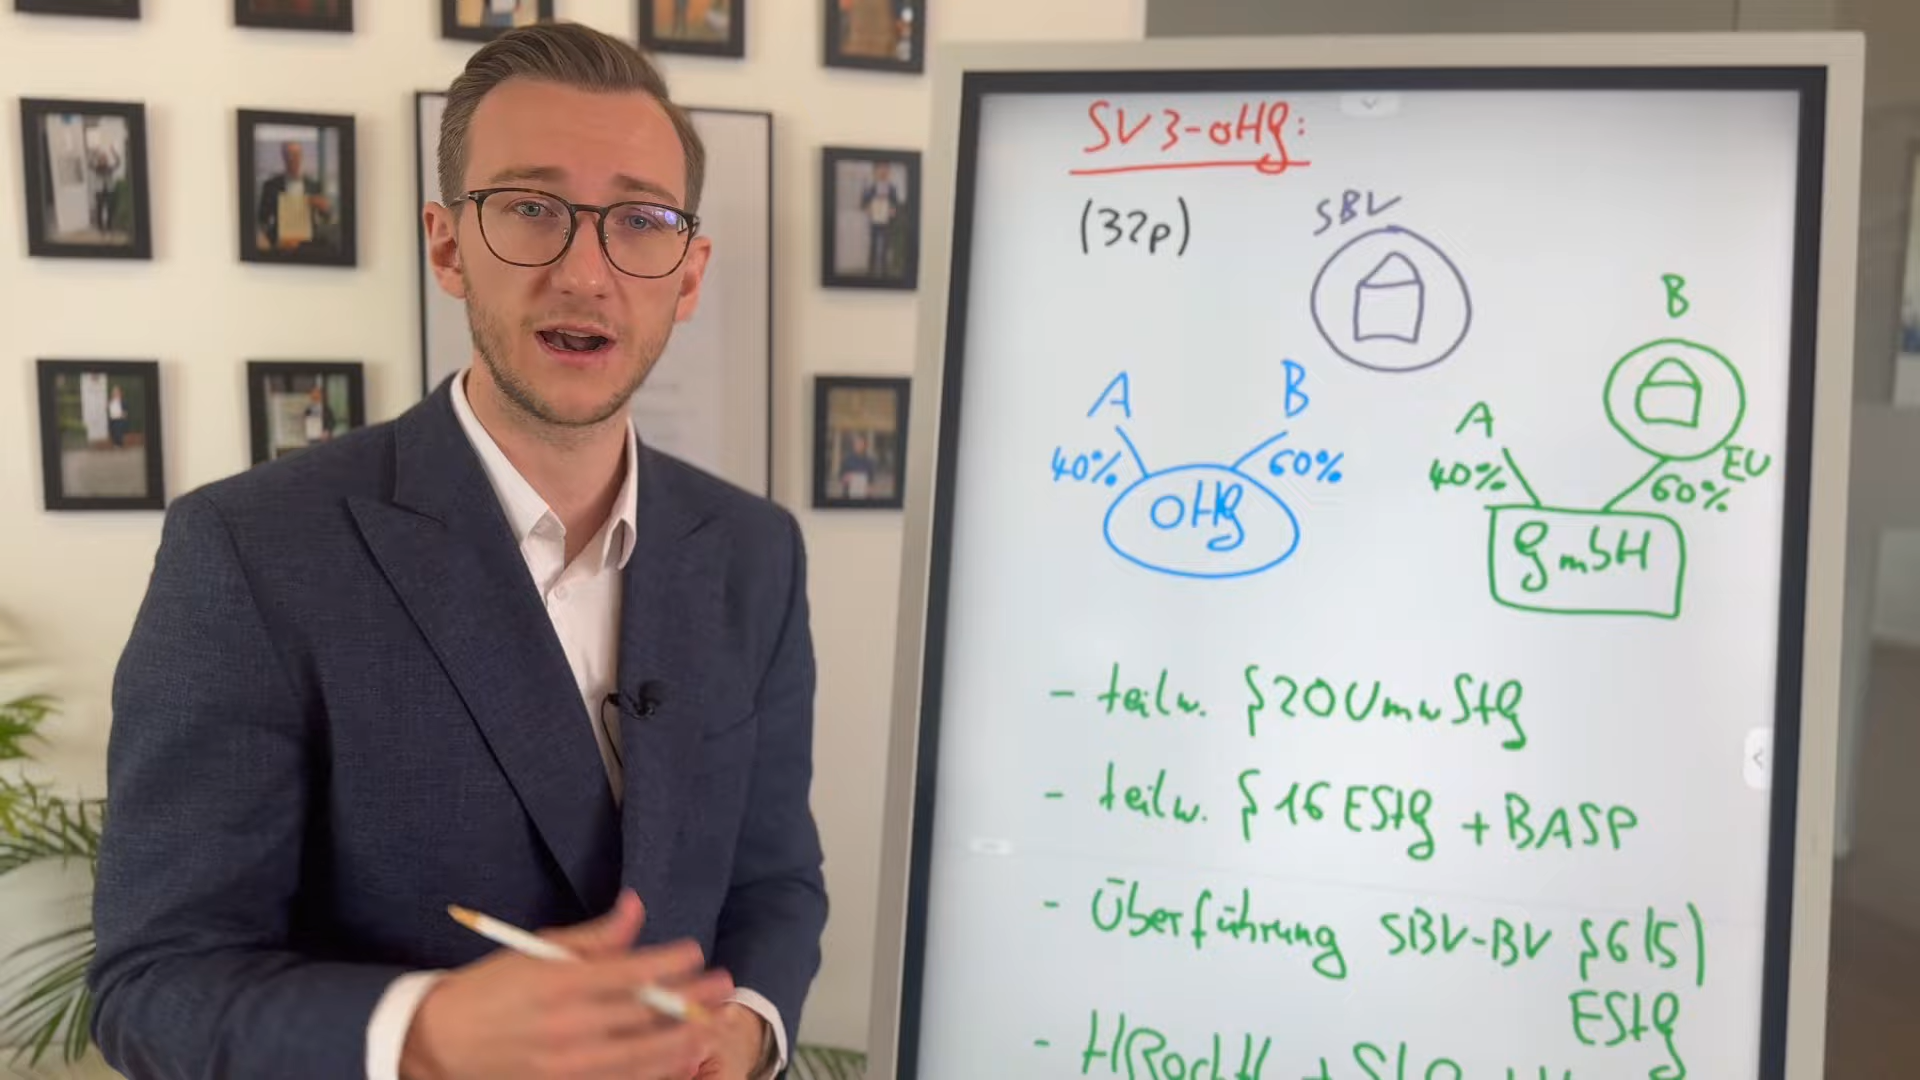 SV3-oHG:
(32p)
SBV
B
A
B
A
40%
60%
40%
60%
EU
oHG
GmbH
- teilw. § 20 UmwStG
- teilw. § 16 EStG + BASP
- Überführung SBV-BV § 6 (5)
EStG
- HR